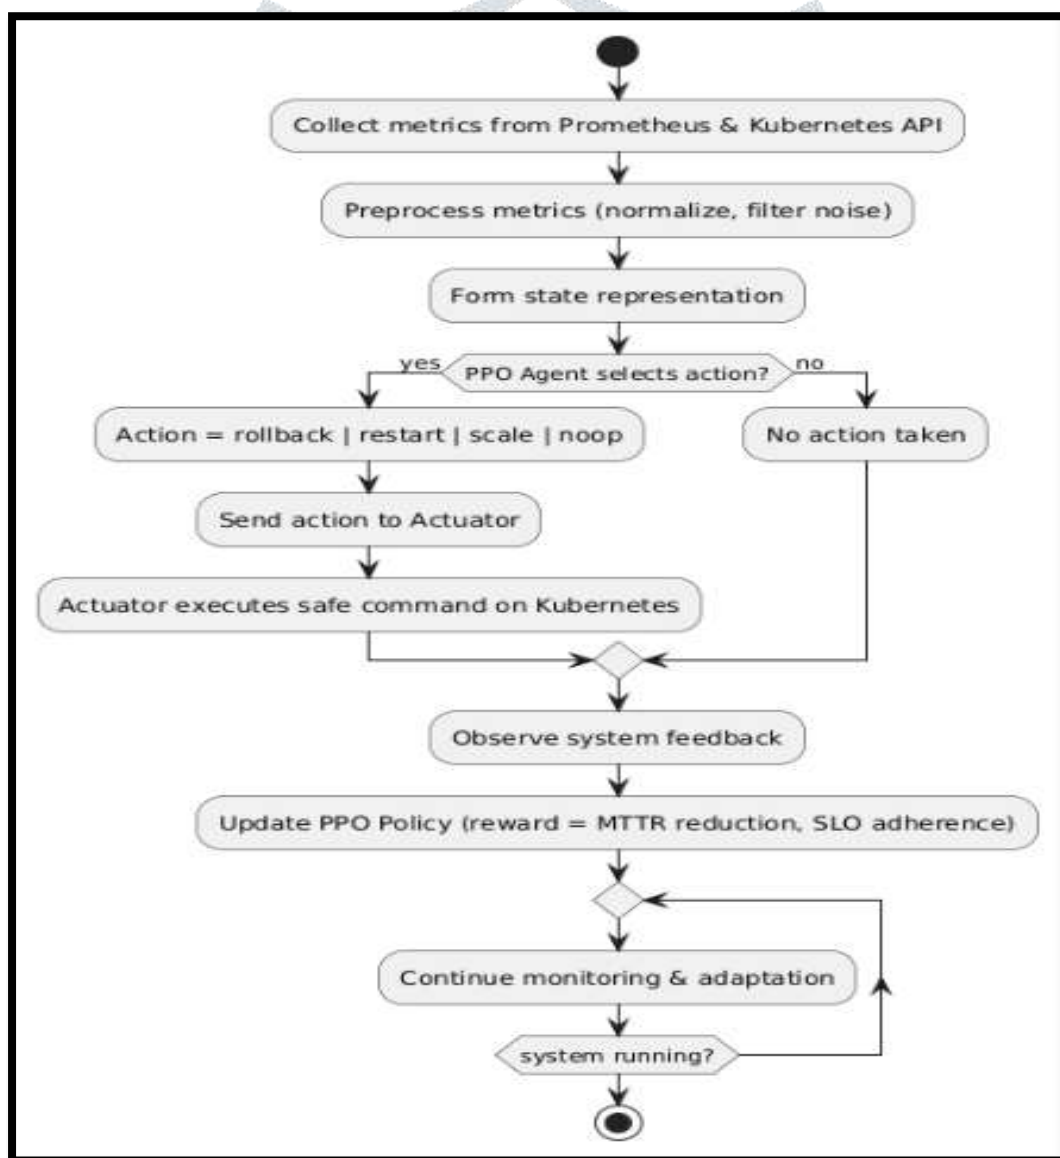 Collect metrics from Prometheus & Kubernetes API
Preprocess metrics (normalize, filter noise)
Form state representation
yes
PPO Agent selects action?
no
Action = rollback | restart | scale | noop
No action taken
Send action to Actuator
Actuator executes safe command on Kubernetes
Observe system feedback
Update PPO Policy (reward = MTTR reduction, SLO adherence)
Continue monitoring & adaptation
system running?